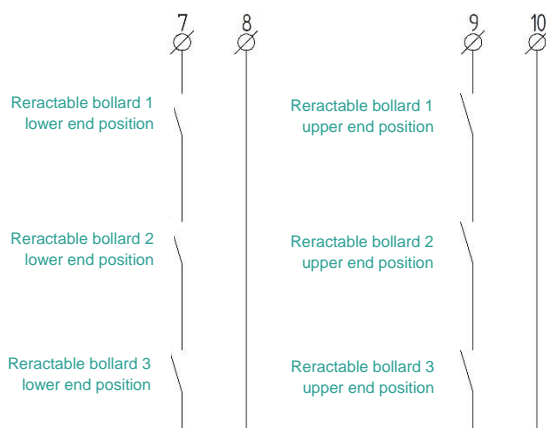 7 8 9 10
Reractable bollard 1
lower end position
Reractable bollard 1
upper end position
Reractable bollard 2
lower end position
Reractable bollard 2
upper end position
Reractable bollard 3
lower end position
Reractable bollard 3
upper end position